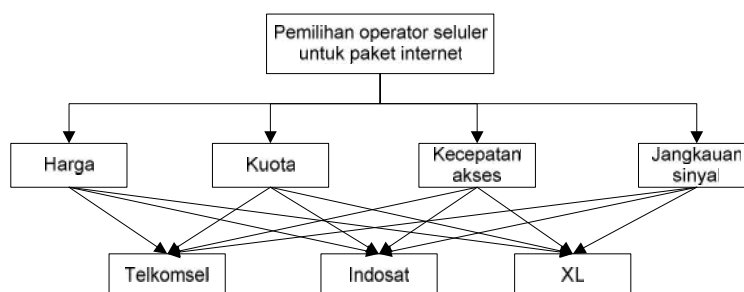 Pemilihan operator seluler
untuk paket internet
Harga
Kuota
Kecepatan
akses
Jangkauan
sinyal
Telkomsel
Indosat
XL